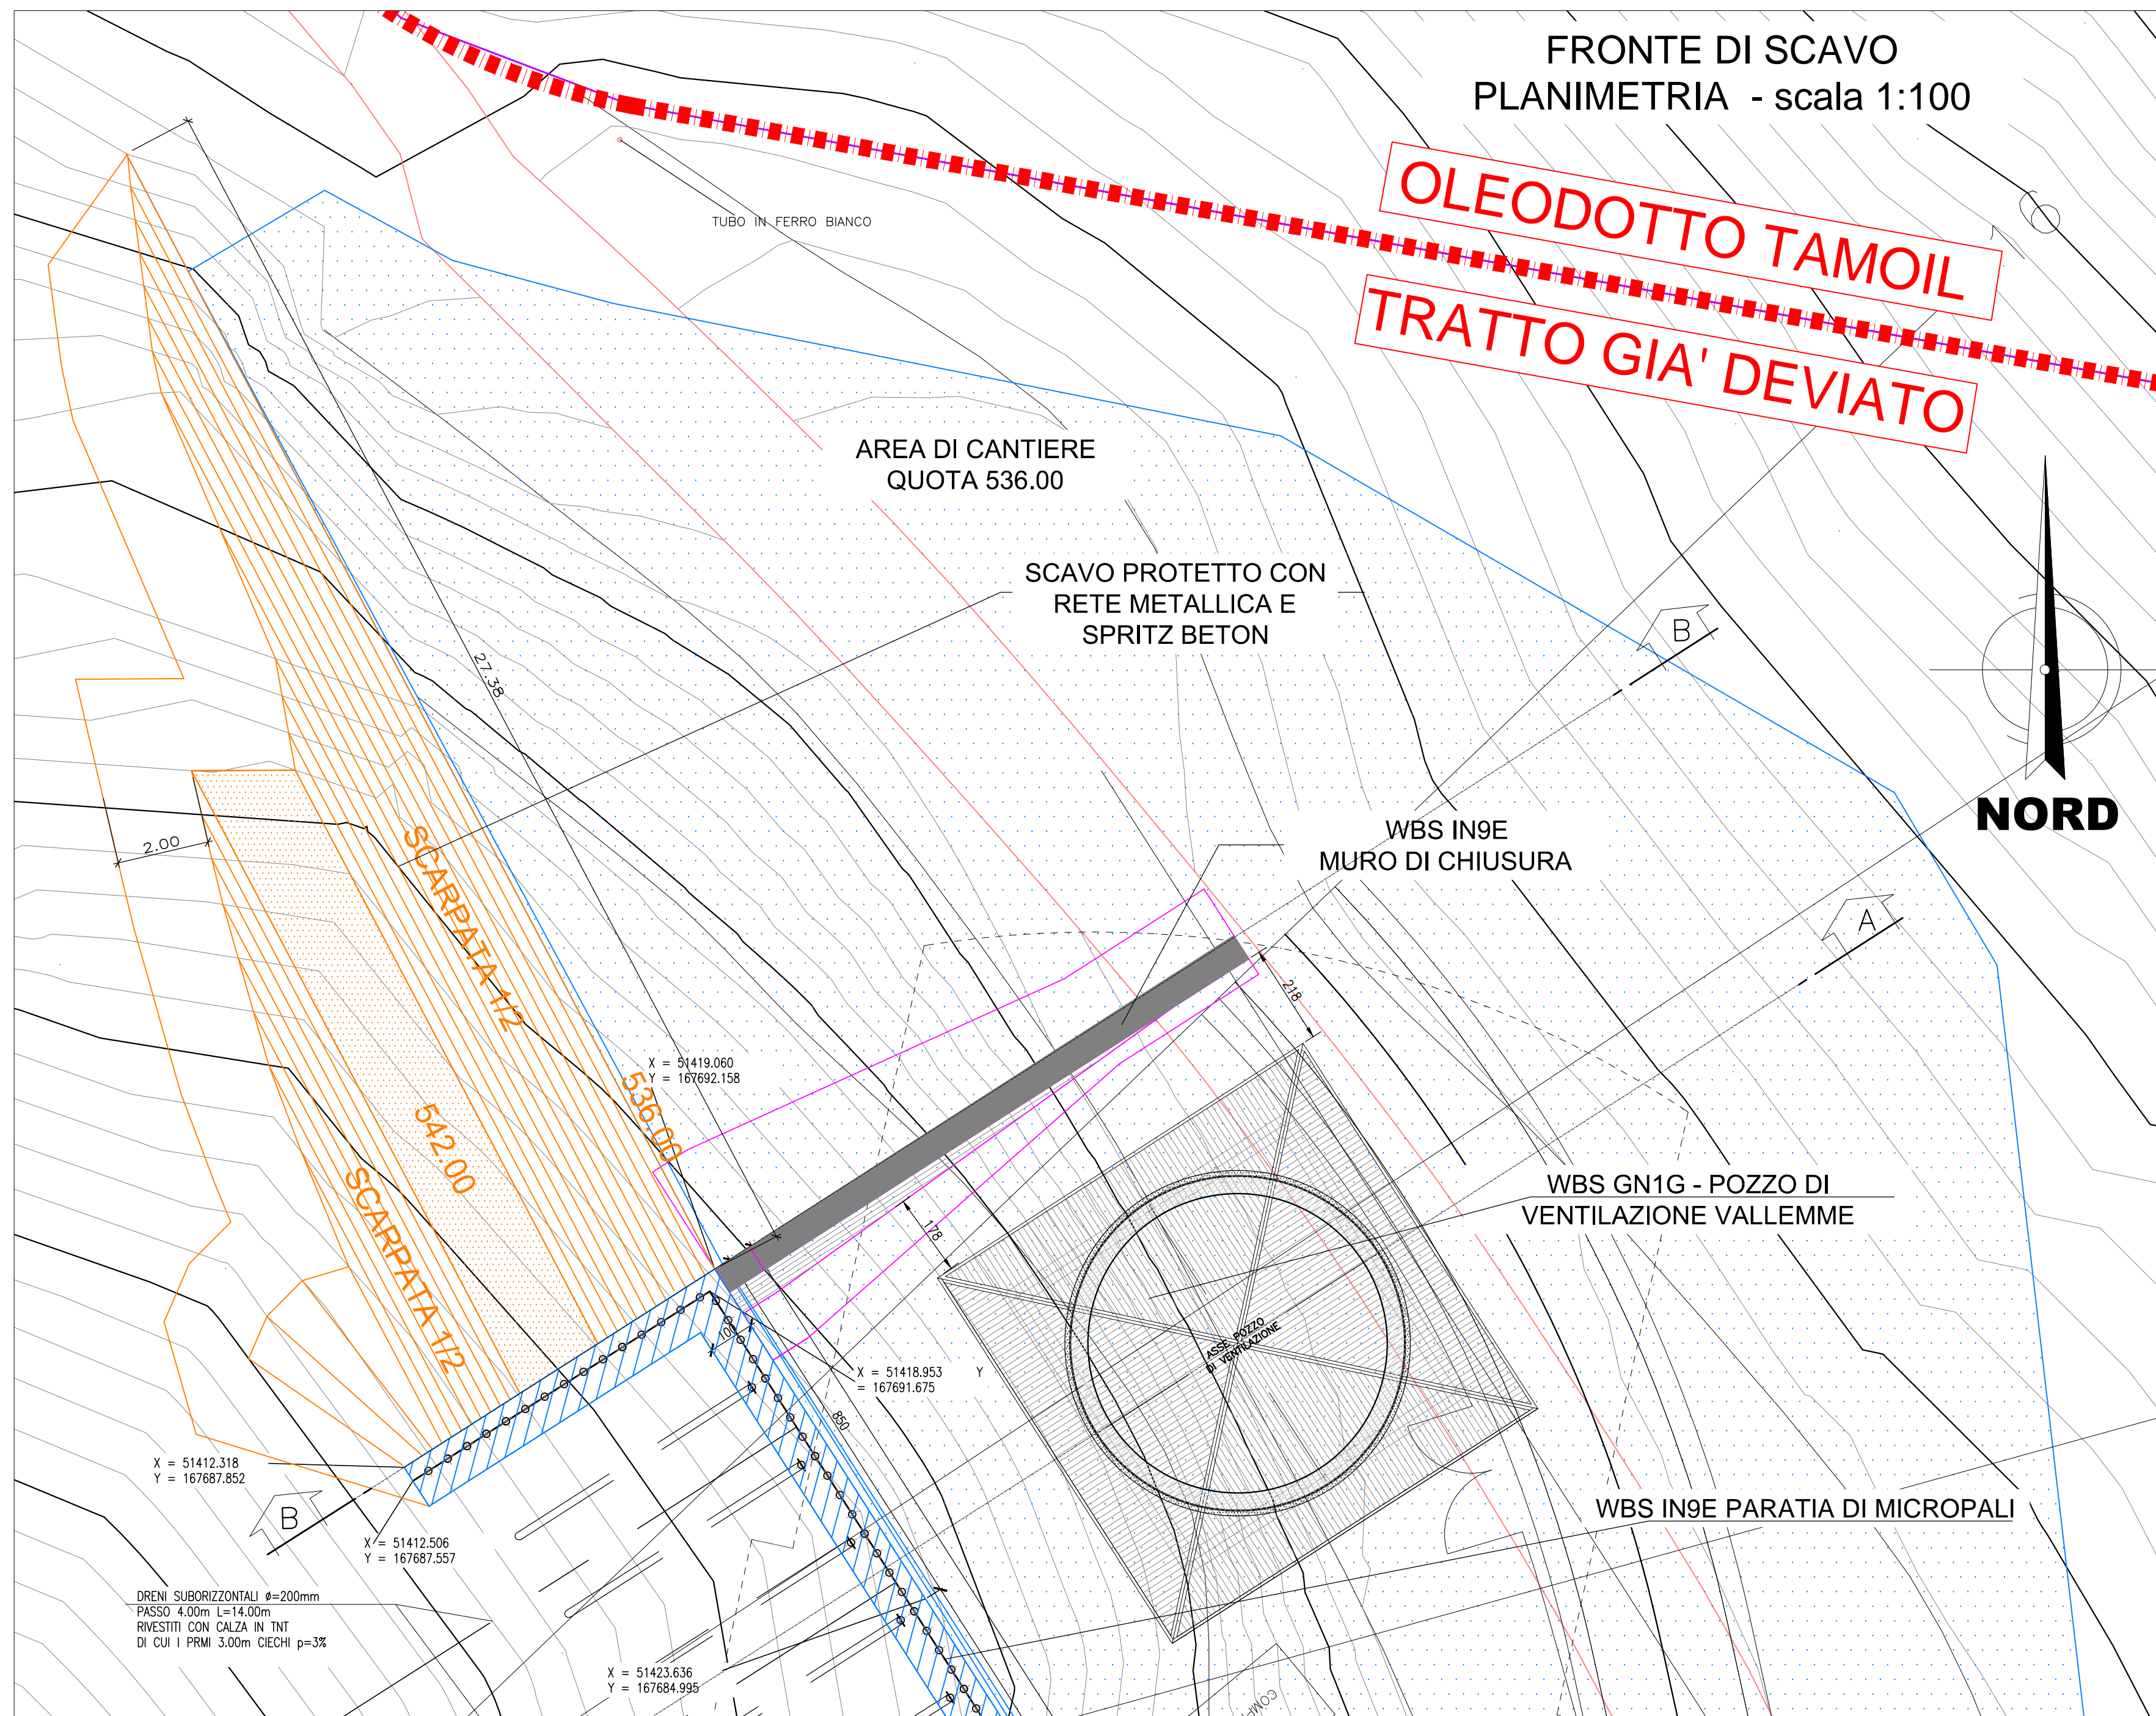 FRONTE DI SCAVO
PLANIMETRIA - scala 1:100
OLEODOTTO TAMOIL
TRATTO GIA' DEVIATO
TUBO IN FERRO BIANCO
AREA DI CANTIERE
QUOTA 536.00
SCAVO PROTETTO CON
RETE METALLICA E
SPRITZ BETON
B
27.38
NORD
2.00
WBS IN9E
MURO DI CHIUSURA
SCARPATA 1/2
A
218
X = 51419.060
Y = 167692.158
536.00
542.00
SCARPATA 1/2
178
WBS GN1G - POZZO DI
VENTILAZIONE VALLEMME
ASSE POZZO
DI VENTILAZIONE
100
X = 51418.953 Y
= 167691.675
850
X = 51412.318
Y = 167687.852
B
X = 51412.506
Y = 167687.557
WBS IN9E PARATIA DI MICROPALI
DRENI SUBORIZZONTALI ø=200mm
PASSO 4.00m L=14.00m
RIVESTITI CON CALZA IN TNT
DI CUI I PRMI 3.00m CIECHI p=3%
X = 51423.636
Y = 167684.995